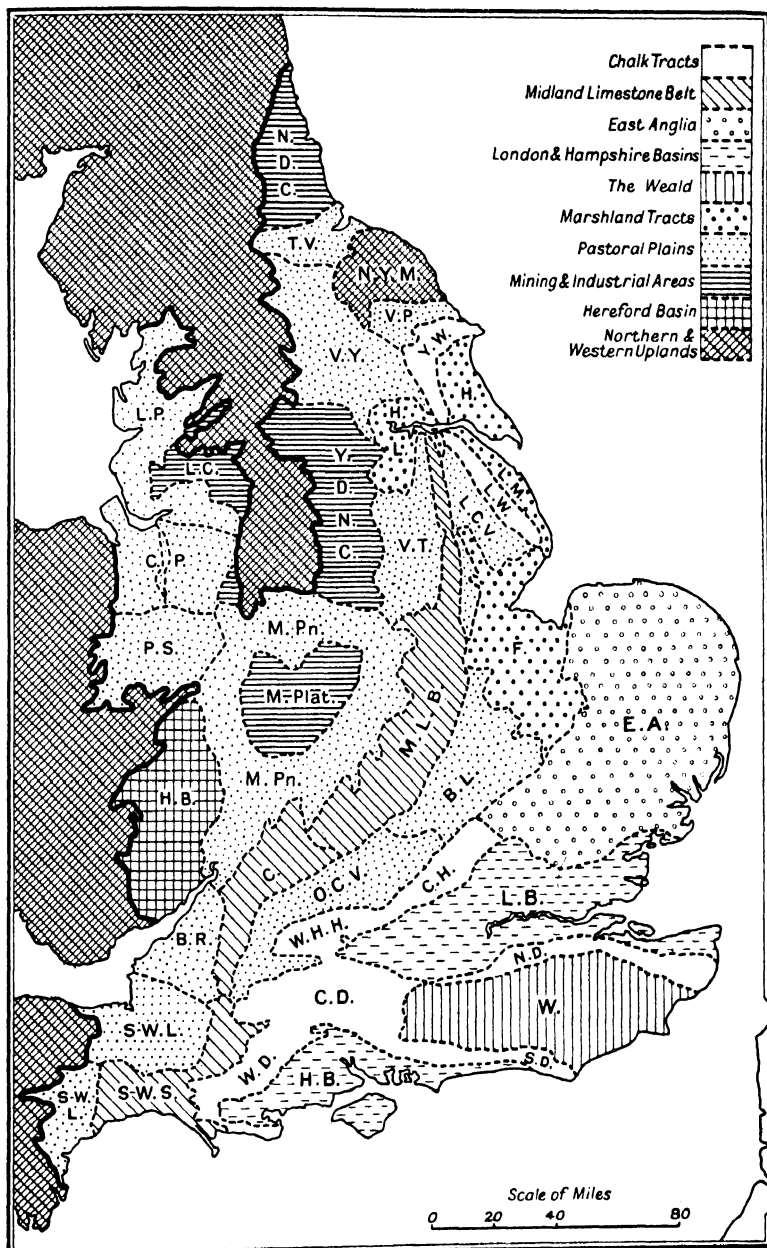 Chalk Tracts
Midland Limestone Belt
East Anglia
London & Hampshire Basins
The Weald
Marshland Tracts
Pastoral Plains
Mining & Industrial Areas
Hereford Basin
Northern &
Western Uplands
N.
D.
C.
T.V.
N.Y.M.
V.P.
Y.W.
V.Y.
H.
L.P.
H.
L.
L.C.
Y.
D.
N.
C.
L.M.
L.W.
L.C.V.
V.T.
C. P.
P.S.
M. Pn.
F.
M. Plat.
E.A.
M.L.B.
H.B.
M. Pn.
B.L.
C.
O.C.V.
C.H.
L.B.
W.H.H.
B.R.
N.D.
C.D.
W.
S-W.L.
S.D.
W.D.
H.B.
S-W.
L.
S-W.S.
Scale of Miles
0 20 40 80